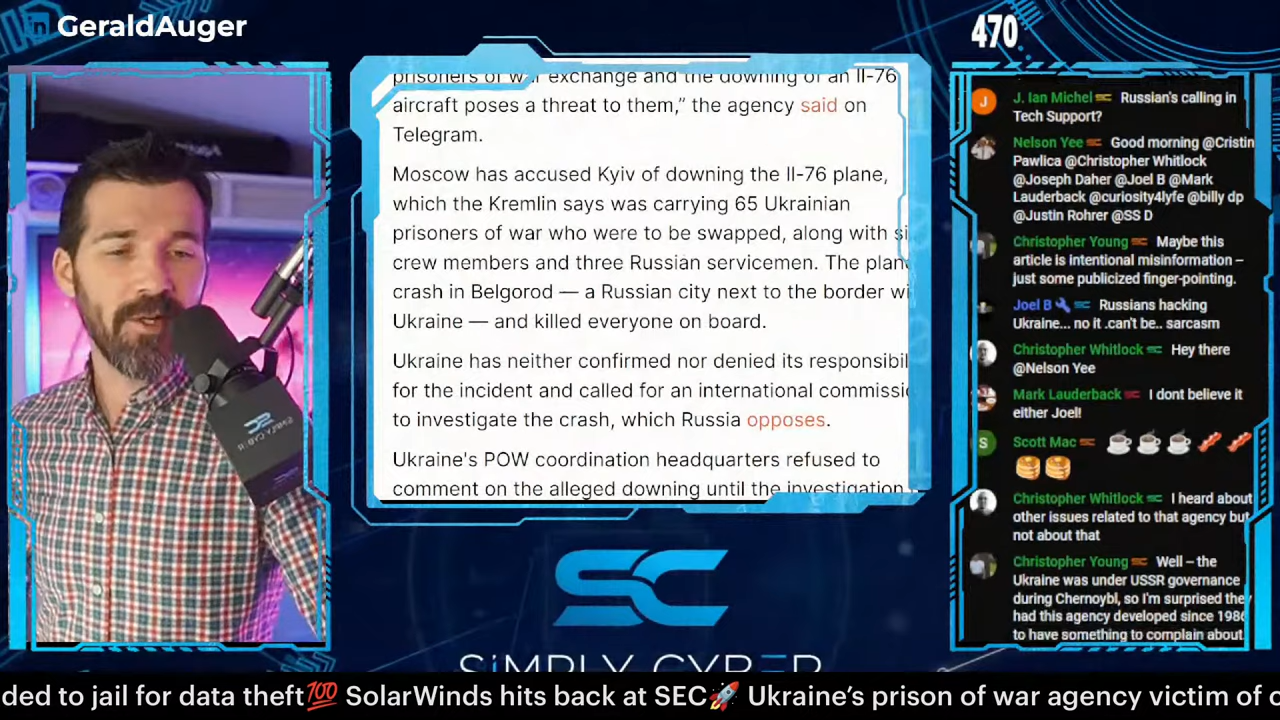 in GeraldAuger
470
prisoners of war exchange and the downing of an Il-76
aircraft poses a threat to them,” the agency said on
Telegram.
Moscow has accused Kyiv of downing the Il-76 plane,
which the Kremlin says was carrying 65 Ukrainian
prisoners of war who were to be swapped, along with si
crew members and three Russian servicemen. The plan
crash in Belgorod — a Russian city next to the border wi
Ukraine — and killed everyone on board.
Ukraine has neither confirmed nor denied its responsibil
for the incident and called for an international commissi
to investigate the crash, which Russia opposes.
Ukraine's POW coordination headquarters refused to
comment on the alleged downing until the investigation
J. Ian Michel Russian's calling in
Tech Support?
Nelson Yee Good morning @Cristin
Pawlica @Christopher Whitlock
@Joseph Daher @Joel B @Mark
Lauderback @curiosity4lyfe @billy dp
@Justin Rohrer @SS D
Christopher Young Maybe this
article is intentional misinformation –
just some publicized finger-pointing.
Joel B🔧 Russians hacking
Ukraine... no it .can't be.. sarcasm
Christopher Whitlock Hey there
@Nelson Yee
Mark Lauderback I dont believe it
either Joel!
Scott Mac ☕ ☕ ☕ 🥓 🥓
🥞 🥞
Christopher Whitlock I heard about
other issues related to that agency but
not about that
Christopher Young Well – the
Ukraine was under USSR governance
during Chernoybl, so I'm surprised they
had this agency developed since 1986
to have something to complain about.
SC
SIMPLY CYBER
SC
SIMPLY CYBER
ded to jail for data theft💯 SolarWinds hits back at SEC🚀 Ukraine’s prison of war agency victim of c